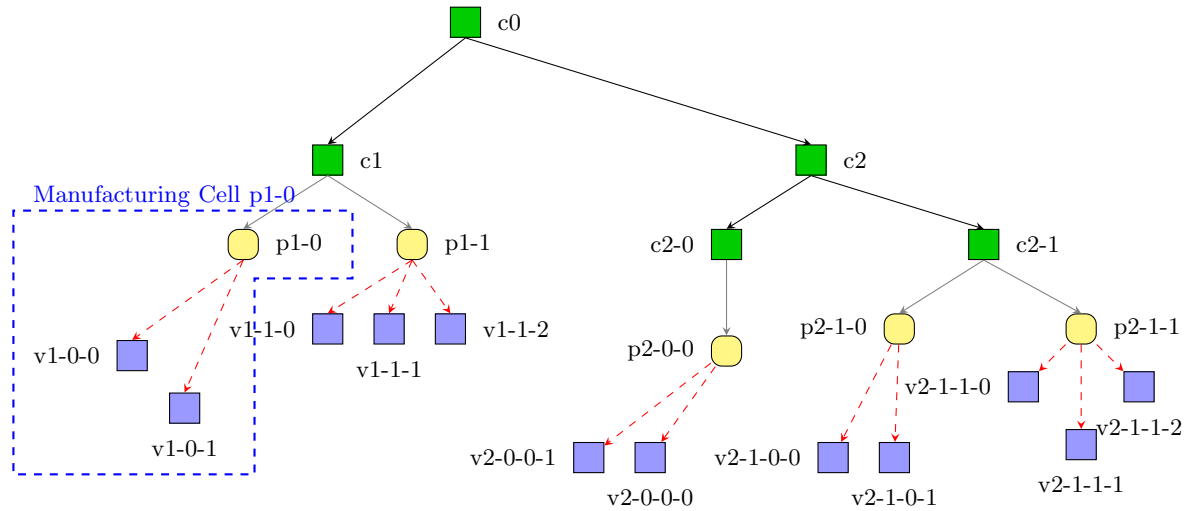 c0
c1
c2
Manufacturing Cell p1-0
p1-0
p1-1
c2-0
c2-1
v1-1-0
v1-1-2
p2-1-0
p2-1-1
v1-0-0
v1-1-1
p2-0-0
v2-1-1-0
v2-1-1-2
v1-0-1
v2-0-0-1
v2-1-0-0
v2-1-1-1
v2-0-0-0
v2-1-0-1